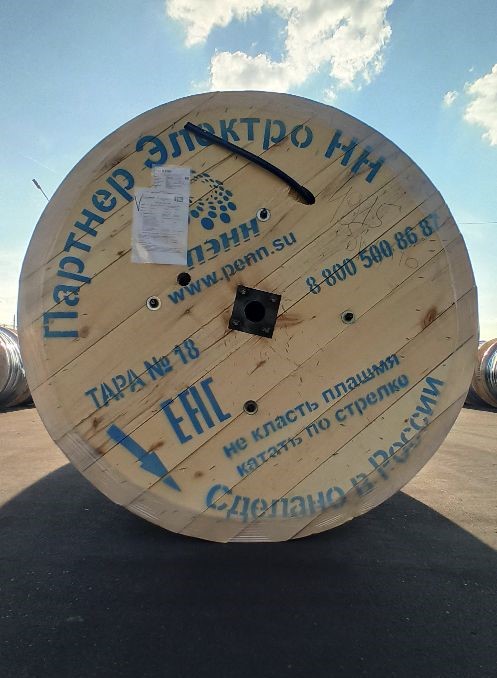 Партнер Электро НН
ПЭНН
www.penn.su
8 800 500 86 87
ТАРА № 18
ЕАС
не класть плашмя
катать по стрелке
Сделано в России